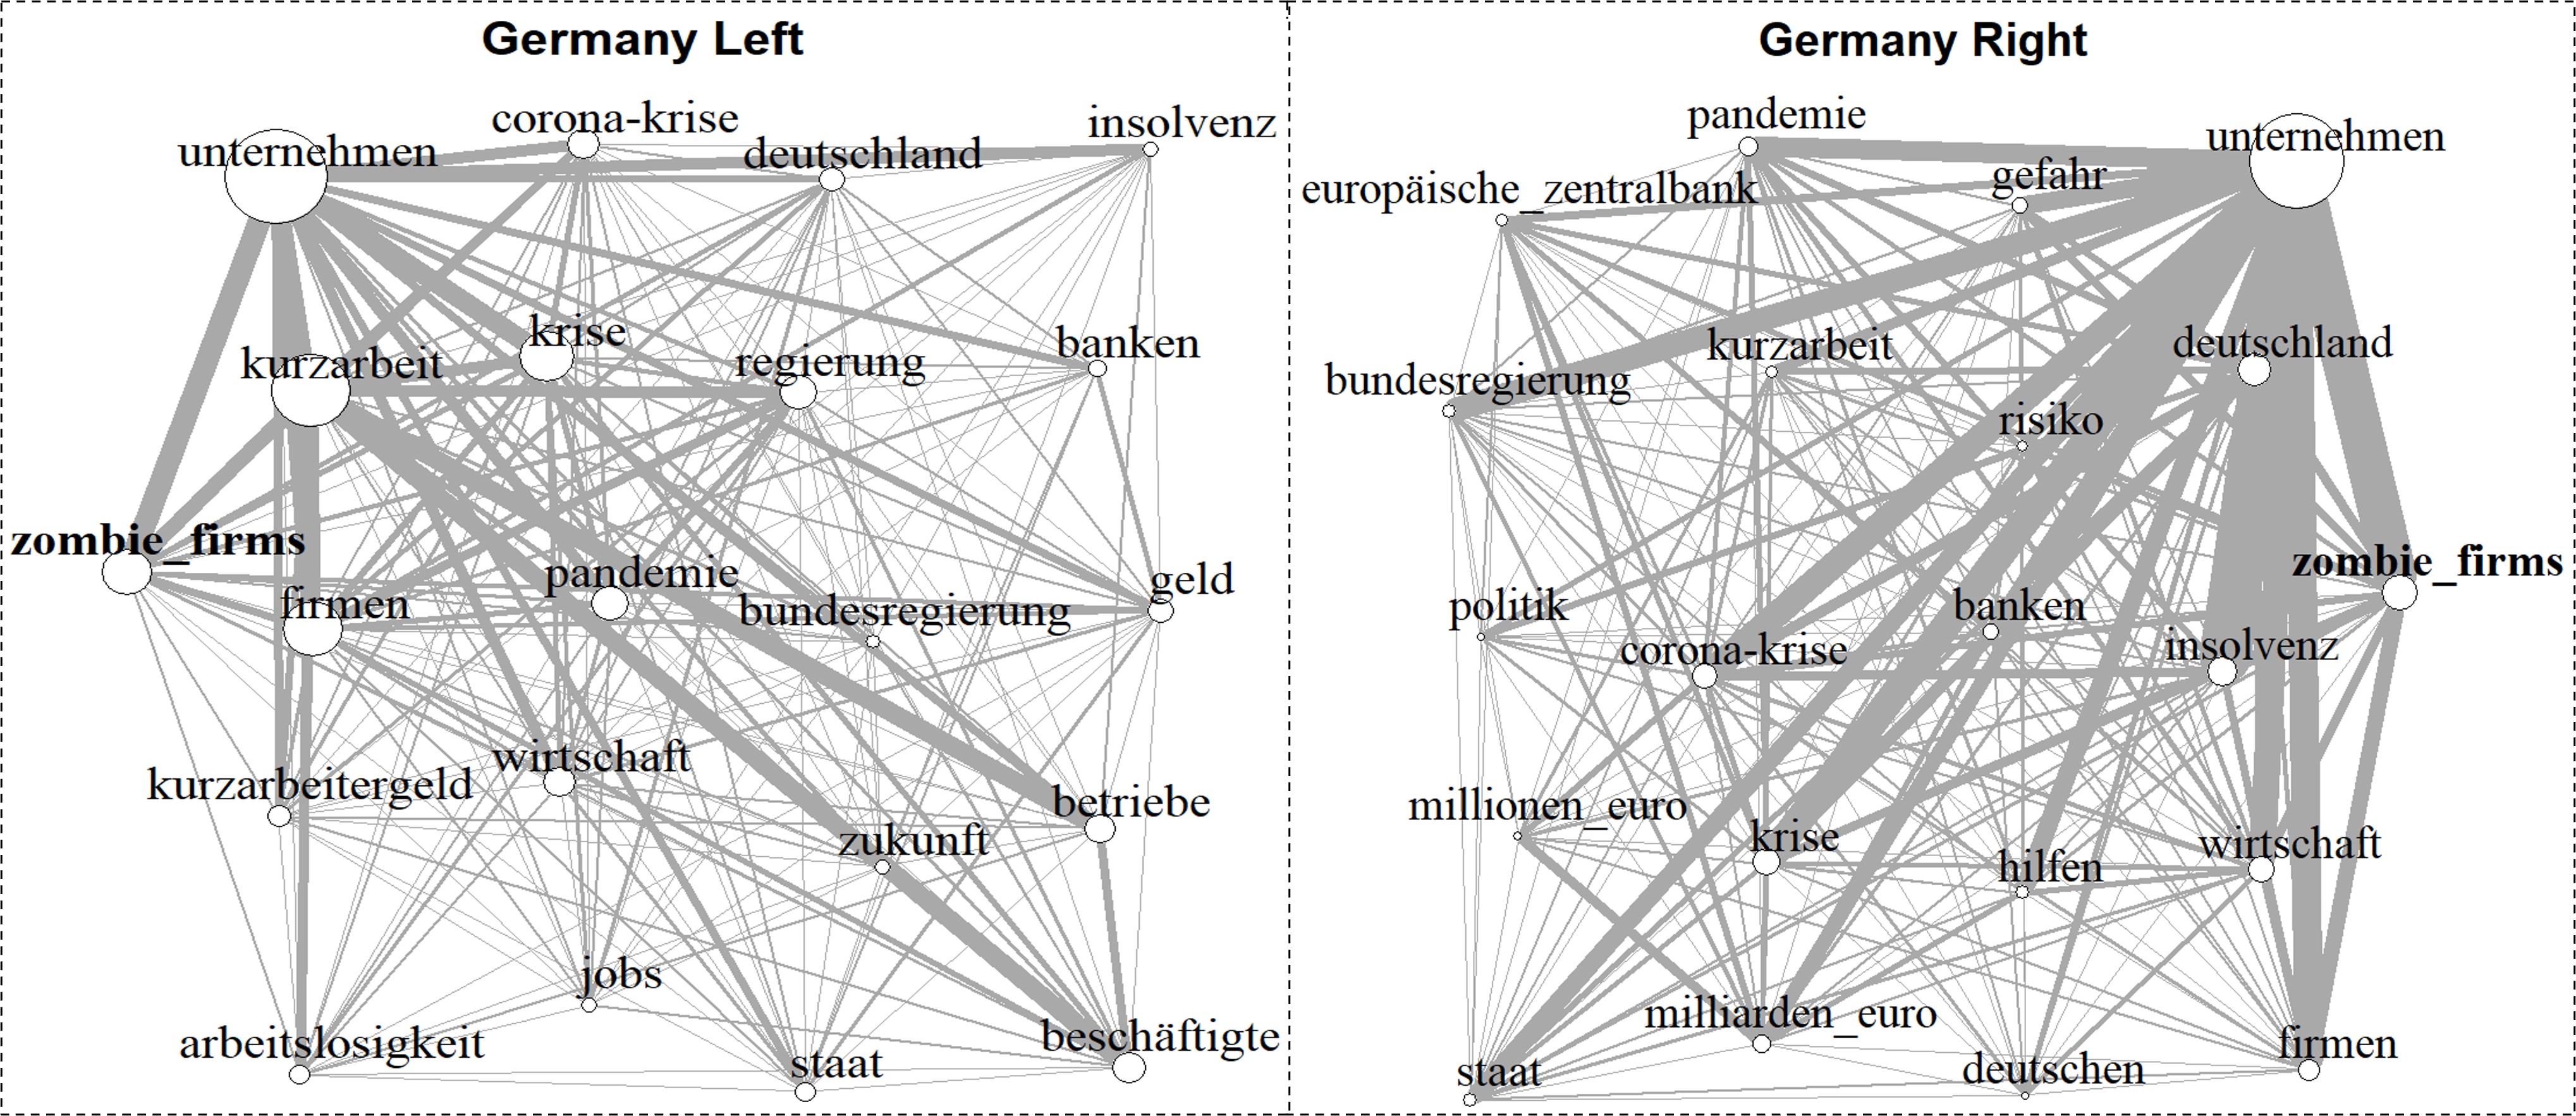 Germany Left
corona-krise
insolvenz
unternehmen
deutschland
krise
banken
kurzarbeit
regierung
zombie_firms
pandemie
geld
firmen
bundesregierung
wirtschaft
kurzarbeitergeld
betriebe
zukunft
jobs
arbeitslosigkeit
beschäftigte
staat
Germany Right
pandemie
unternehmen
gefahr
europäische_zentralbank
kurzarbeit
deutschland
bundesregierung
risiko
zombie_firms
politik
banken
corona-krise
insolvenz
millionen_euro
krise
wirtschaft
hilfen
milliarden_euro
firmen
staat
deutschen